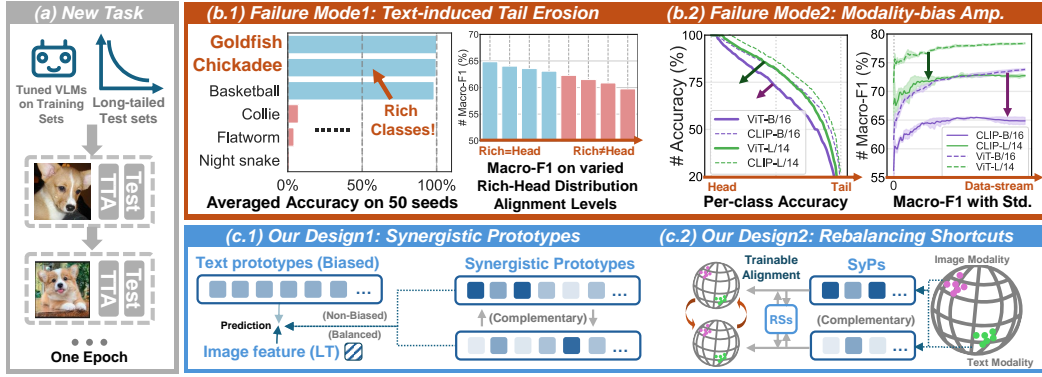 (a) New Task
Tuned VLMs
on Training
Sets
Long-tailed
Test sets
TTA
Test
TTA
Test
One Epoch
(b.1) Failure Mode1: Text-induced Tail Erosion
Goldfish
Chickadee
Basketball
Collie
Flatworm
Night snake
Rich
Classes!
0%
50%
100%
Averaged Accuracy on 50 seeds
# Macro-F1 (%)
70
65
60
55
50
Rich=Head
Rich≠Head
Macro-F1 on varied
Rich-Head Distribution
Alignment Levels
(b.2) Failure Mode2: Modality-bias Amp.
# Accuracy (%)
100
75
50
20
ViT-B/16
CLIP-B/16
ViT-L/14
CLIP-L/14
Head
Tail
Per-class Accuracy
# Macro-F1 (%)
80
75
70
65
60
55
CLIP-B/16
CLIP-L/14
ViT-B/16
ViT-L/14
0
Data-stream
Macro-F1 with Std.
(c.1) Our Design1: Synergistic Prototypes
Text prototypes (Biased)
...
Prediction
(Non-Biased)
(Balanced)
Image feature (LT)
Synergistic Prototypes
...
(Complementary)
...
(c.2) Our Design2: Rebalancing Shortcuts
Trainable
Alignment
RSs
SyPs
...
(Complementary)
...
Image Modality
Text Modality